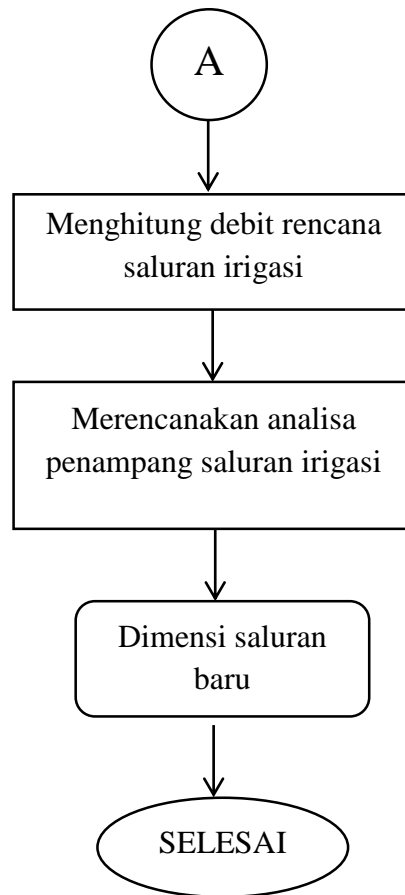 A
Menghitung debit rencana
saluran irigasi
Merencanakan analisa
penampang saluran irigasi
Dimensi saluran
baru
SELESAI